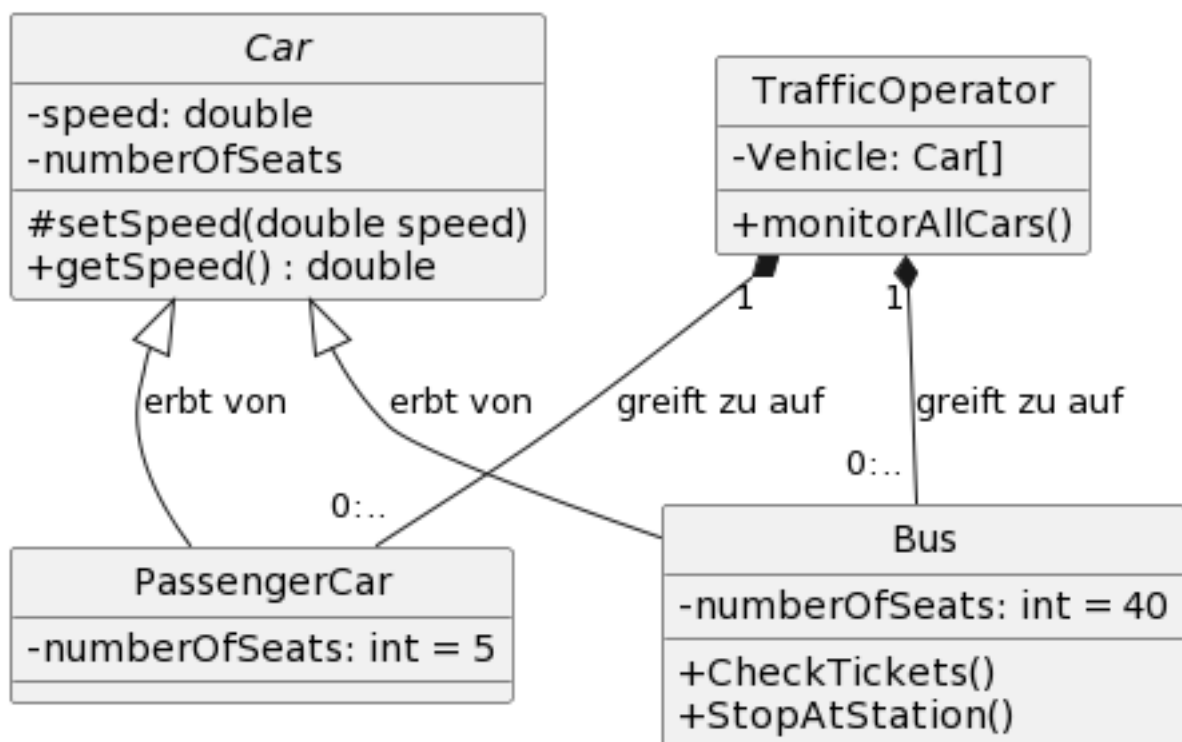 Car
-speed: double
-numberOfSeats
#setSpeed(double speed)
+getSpeed() : double
TrafficOperator
-Vehicle: Car[]
+monitorAllCars()
1
1
erbt von
erbt von
greift zu auf
greift zu auf
0:..
0:..
PassengerCar
-numberOfSeats: int = 5
Bus
-numberOfSeats: int = 40
+CheckTickets()
+StopAtStation()